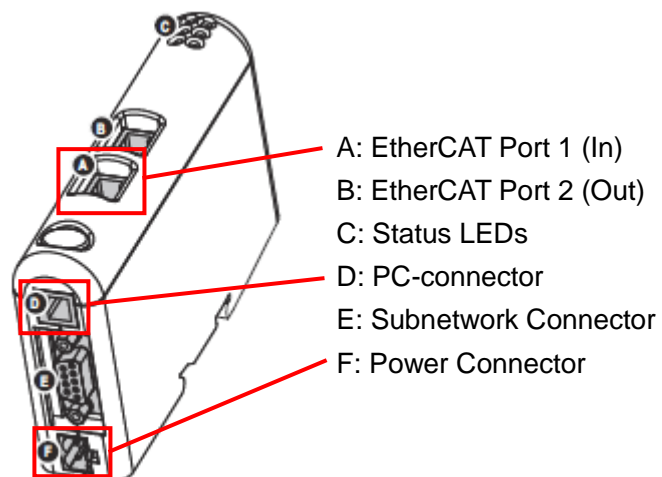 C
B
A
A: EtherCAT Port 1 (In)
B: EtherCAT Port 2 (Out)
C: Status LEDs
D
D: PC-connector
E: Subnetwork Connector
E
F: Power Connector
F